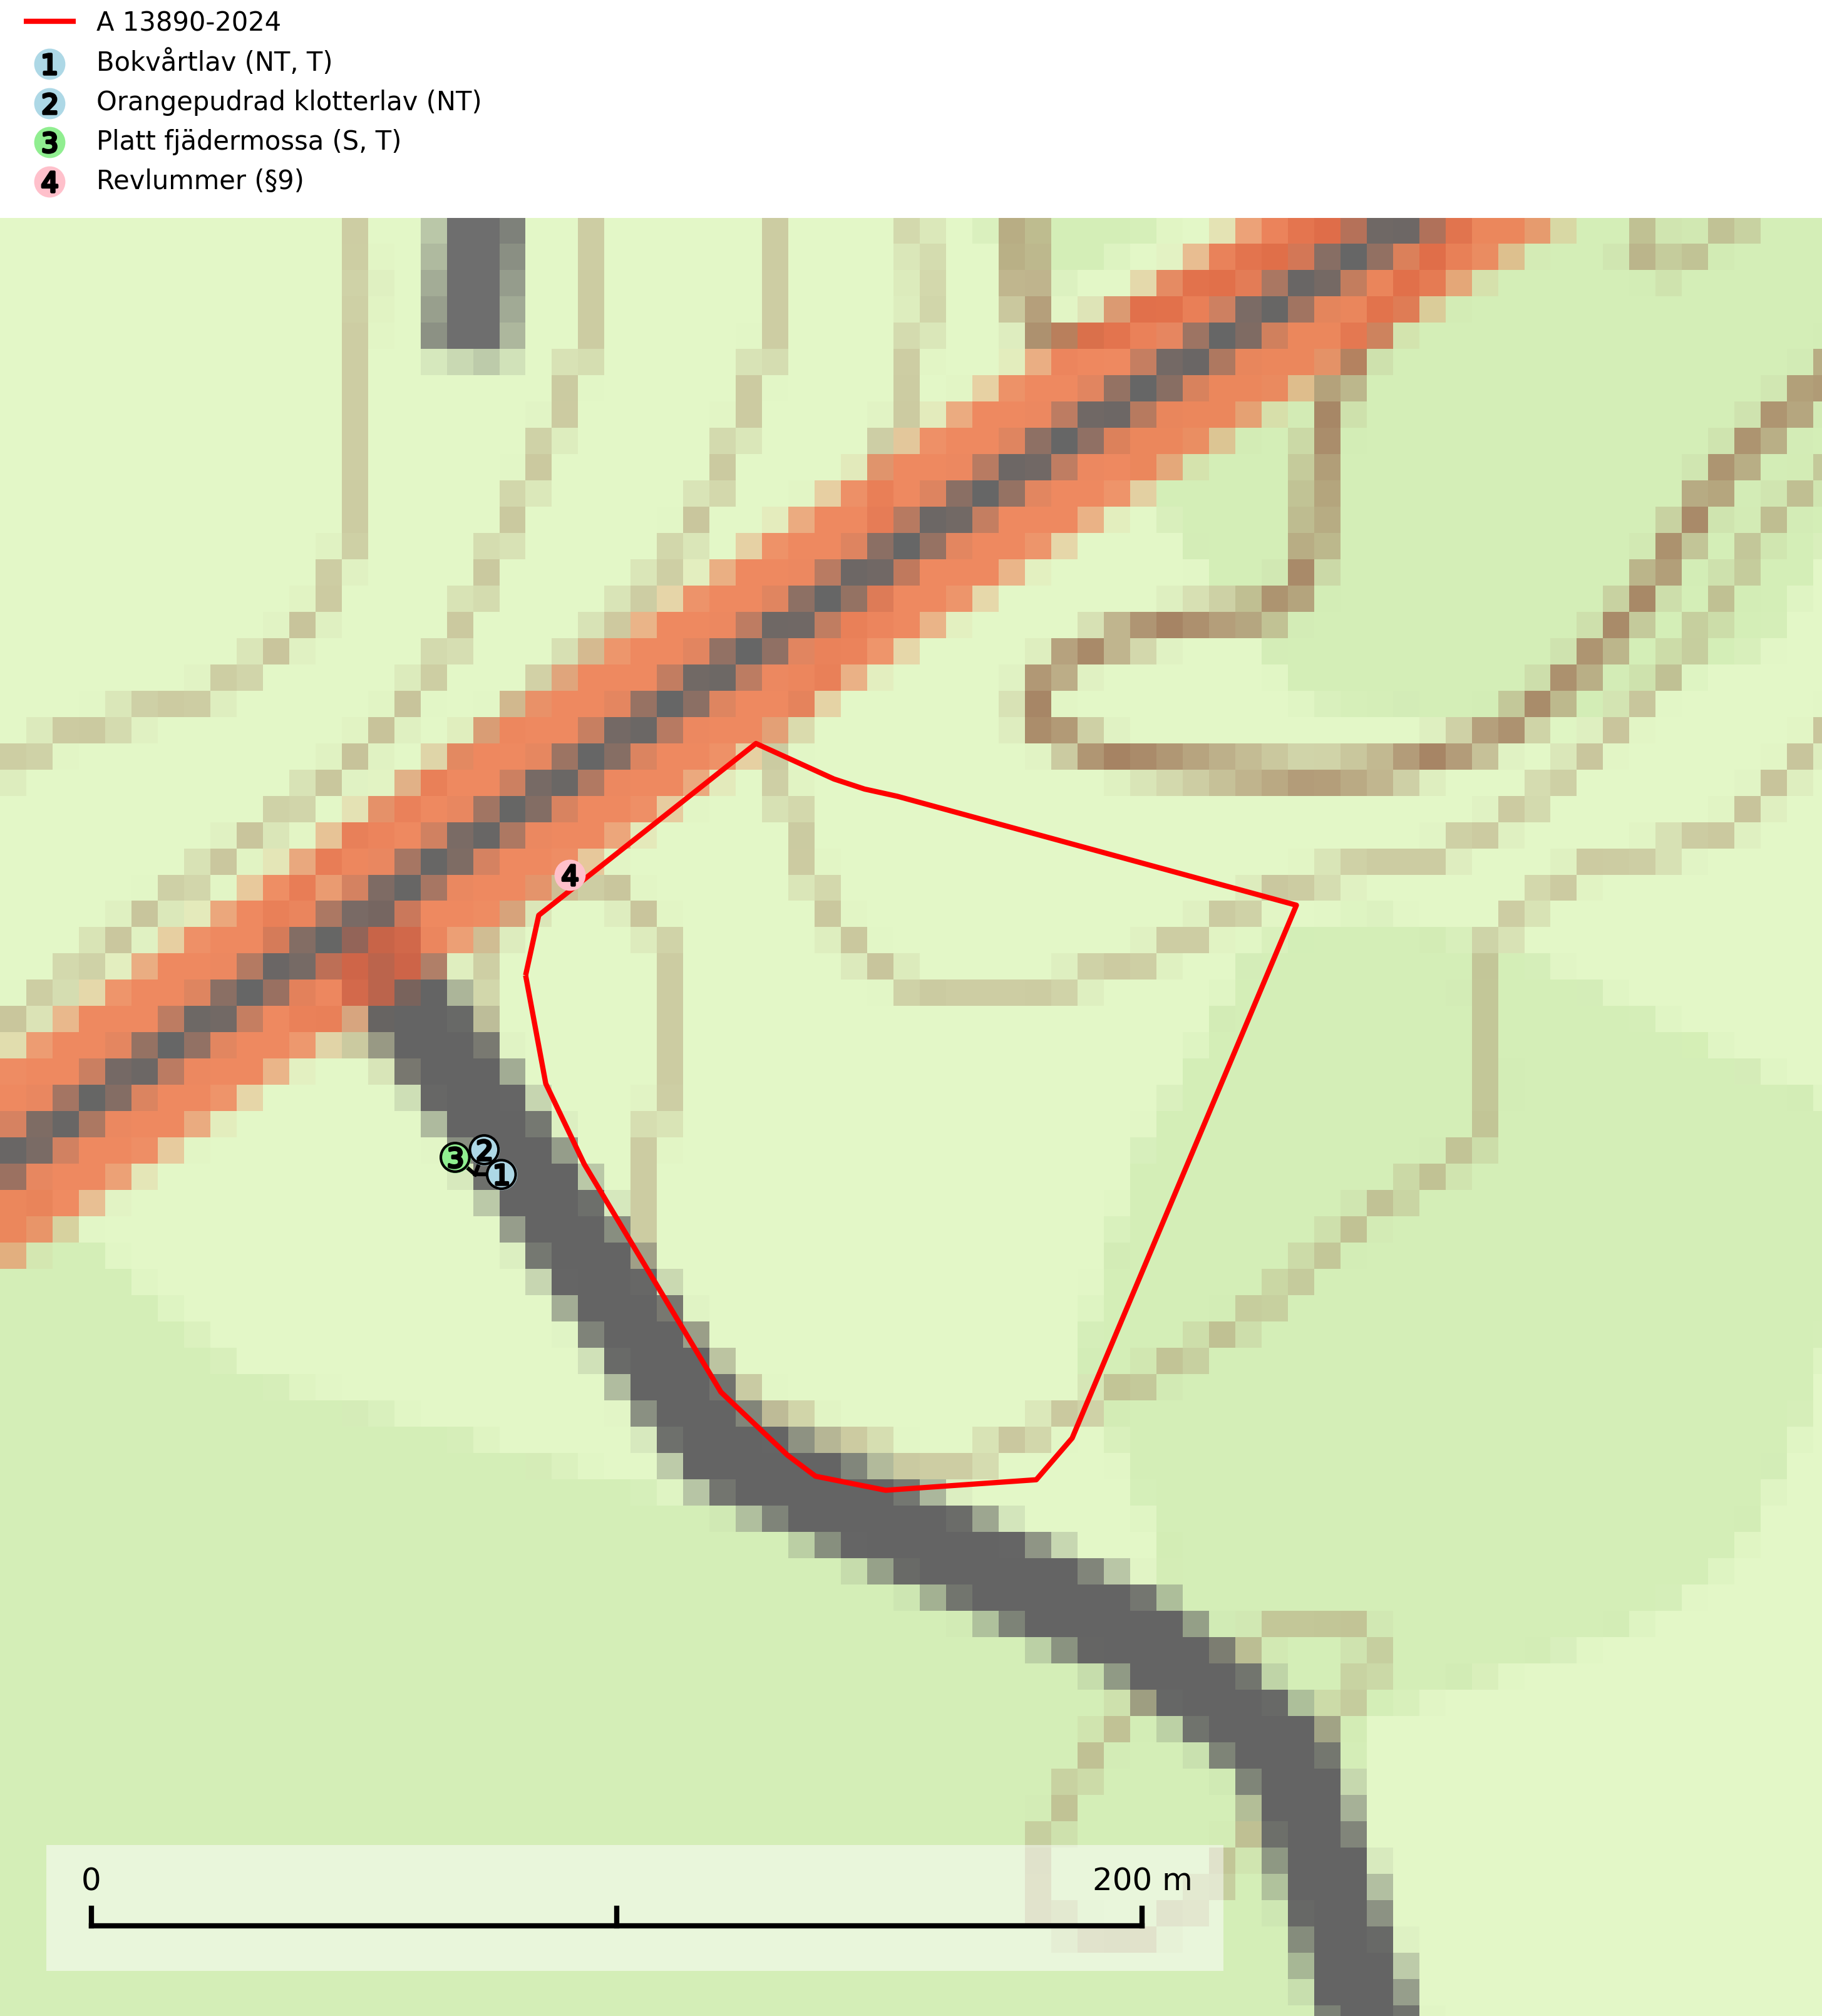 A 13890-2024
1 Bokvårtlav (NT, T)
2 Orangepudrad klotterlav (NT)
3 Platt fjädermossa (S, T)
4 Revlummer (§9)
4
3 2
1
0 200 m